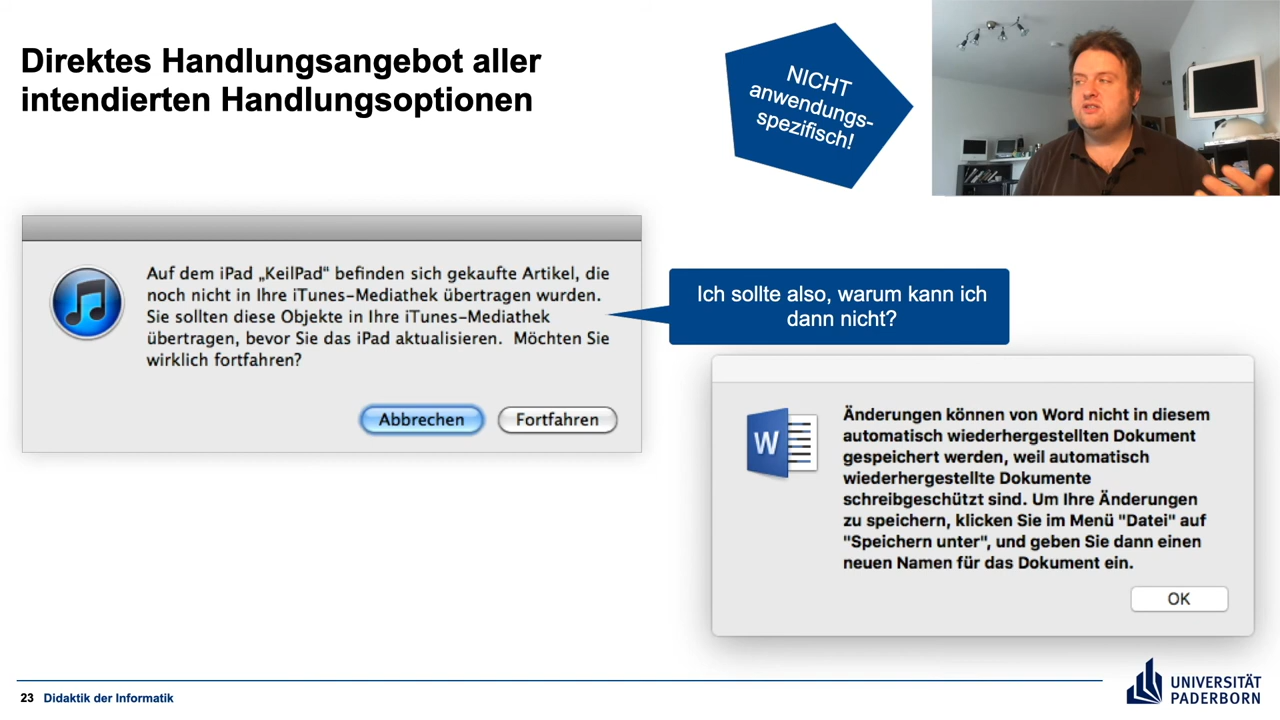 Direktes Handlungsangebot aller
intendierten Handlungsoptionen
NICHT
anwendungs-
spezifisch!
Auf dem iPad „KeilPad“ befinden sich gekaufte Artikel, die
noch nicht in Ihre iTunes-Mediathek übertragen wurden.
Sie sollten diese Objekte in Ihre iTunes-Mediathek
übertragen, bevor Sie das iPad aktualisieren. Möchten Sie
wirklich fortfahren?
Abbrechen
Fortfahren
Ich sollte also, warum kann ich
dann nicht?
W
Änderungen können von Word nicht in diesem
automatisch wiederhergestellten Dokument
gespeichert werden, weil automatisch
wiederhergestellte Dokumente
schreibgeschützt sind. Um Ihre Änderungen
zu speichern, klicken Sie im Menü "Datei" auf
"Speichern unter", und geben Sie dann einen
neuen Namen für das Dokument ein.
OK
23 Didaktik der Informatik
UNIVERSITÄT
PADERBORN